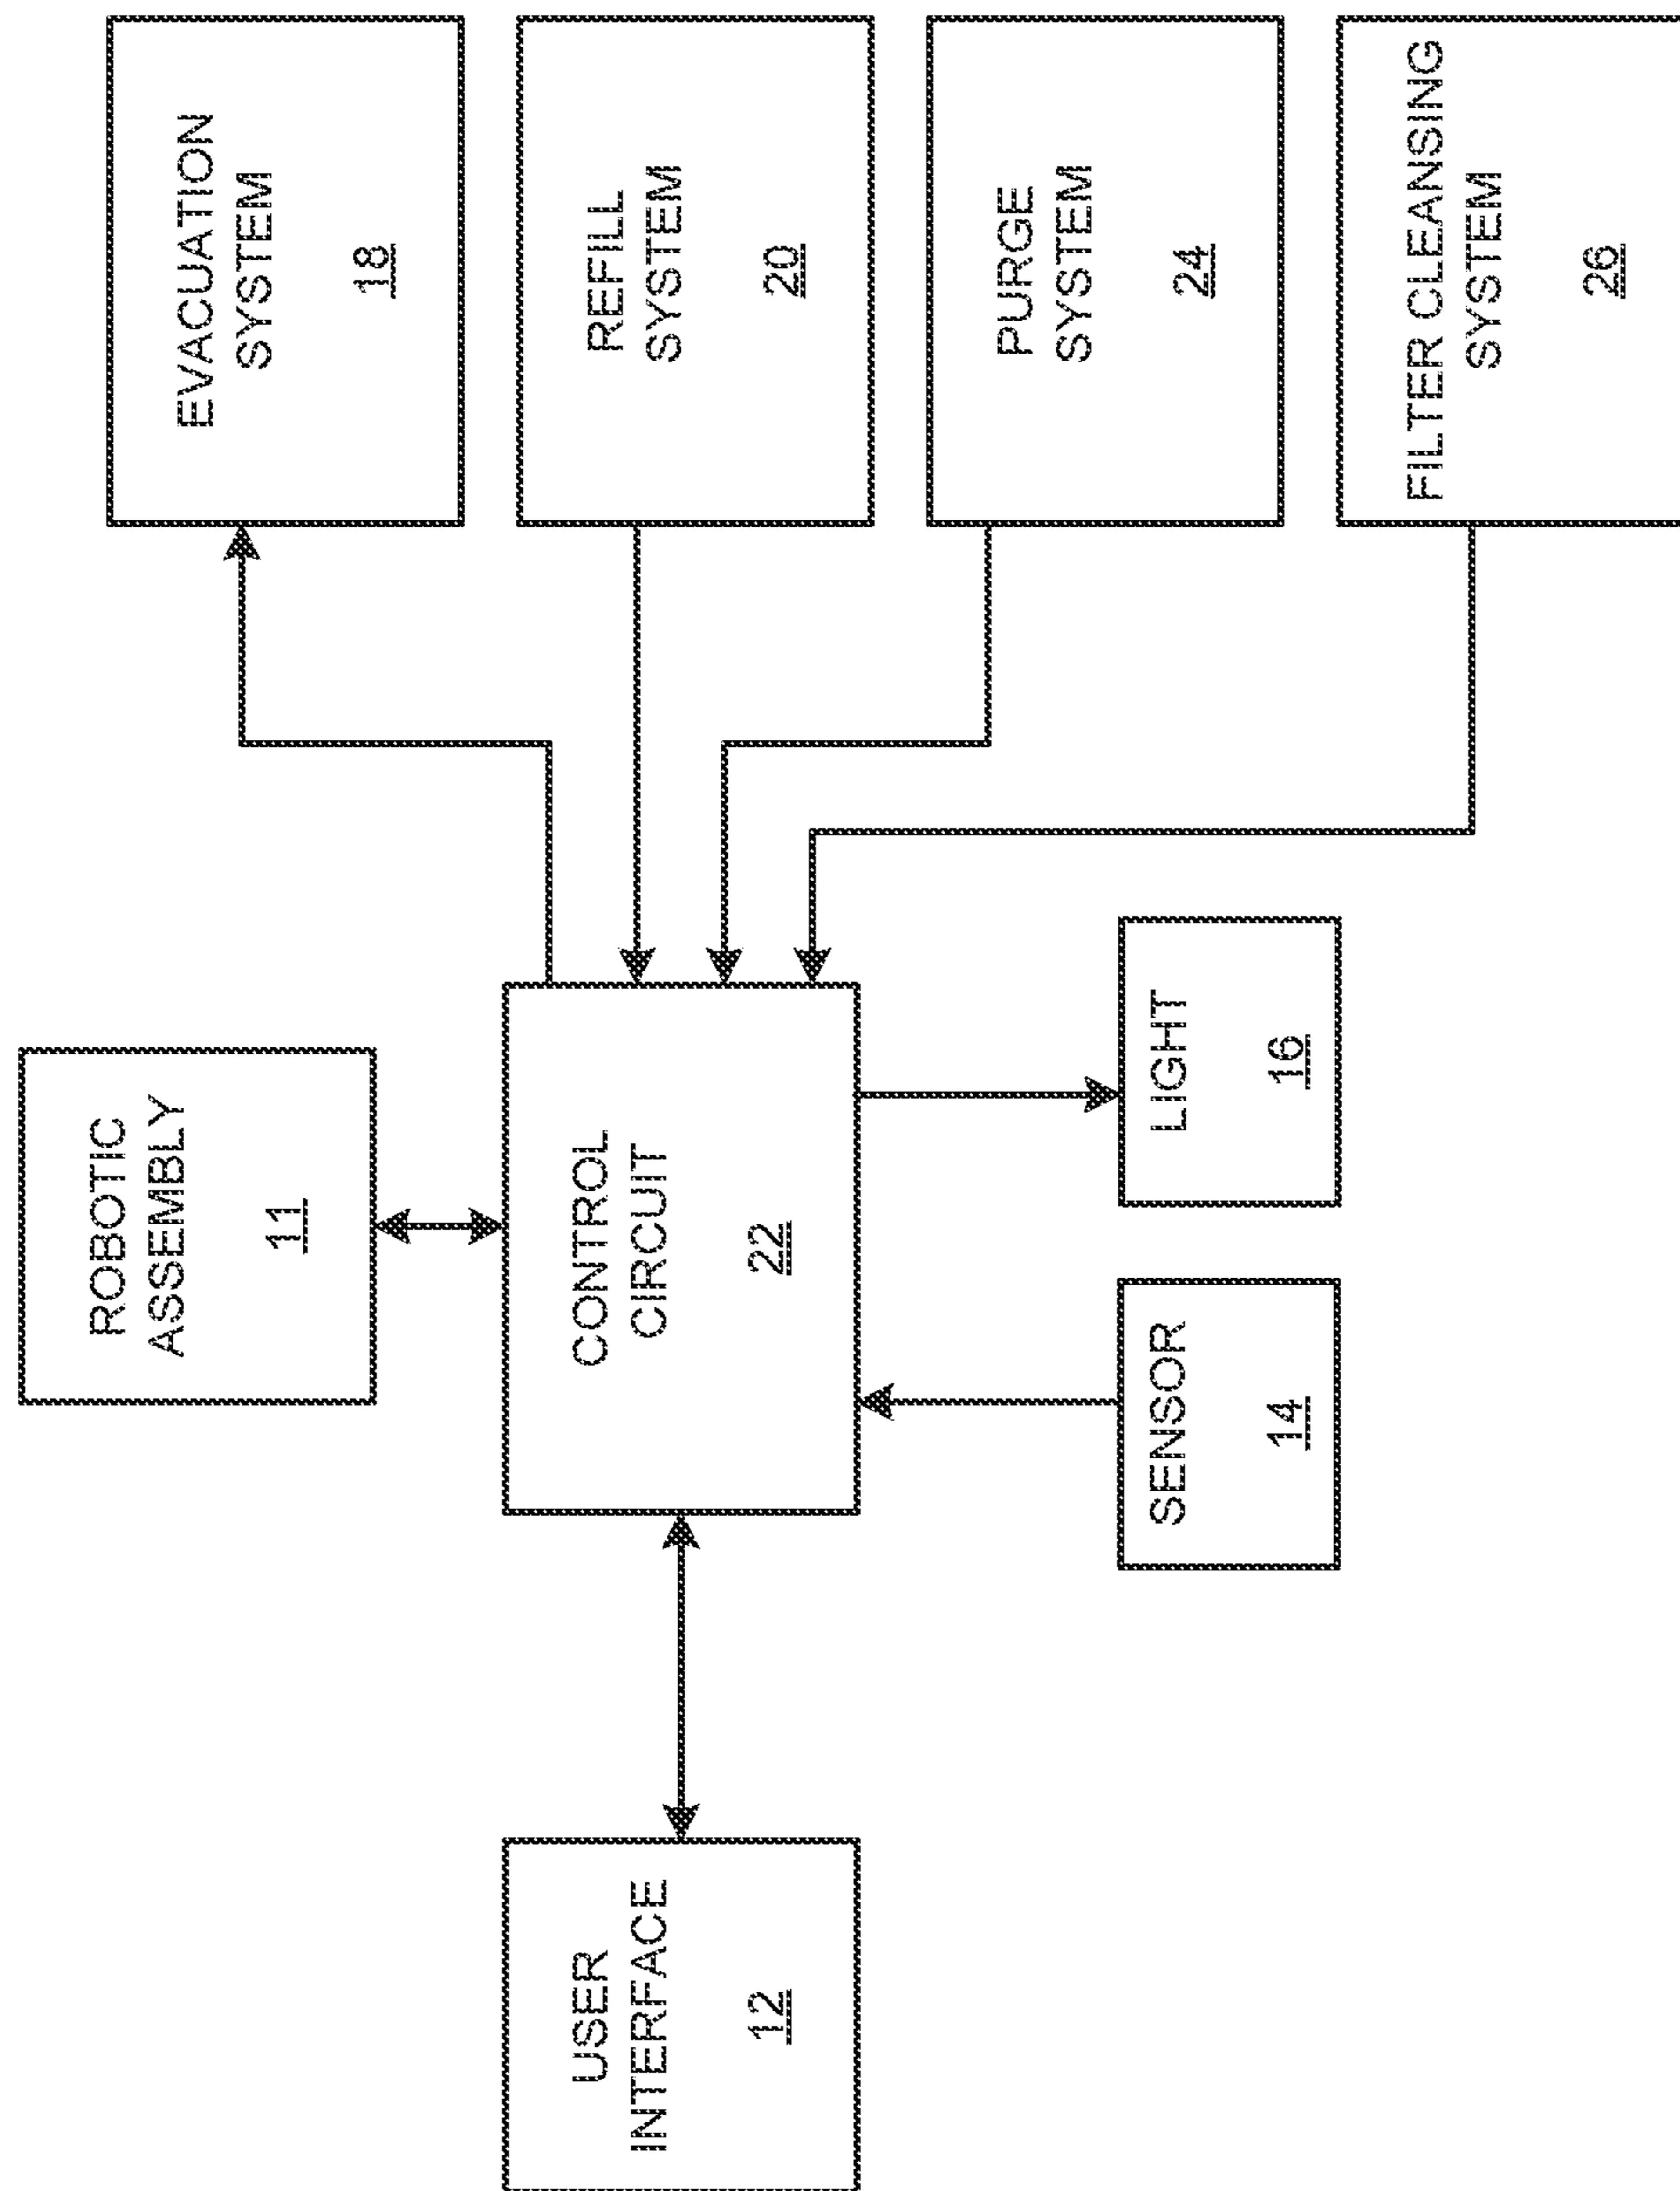 ROBOTIC
ASSEMBLY
11
EVACUATION
SYSTEM
18
USER
INTERFACE
12
CONTROL
CIRCUIT
22
REFILL
SYSTEM
20
PURGE
SYSTEM
24
SENSOR
14
LIGHT
16
FILTER CLEANSING
SYSTEM
26